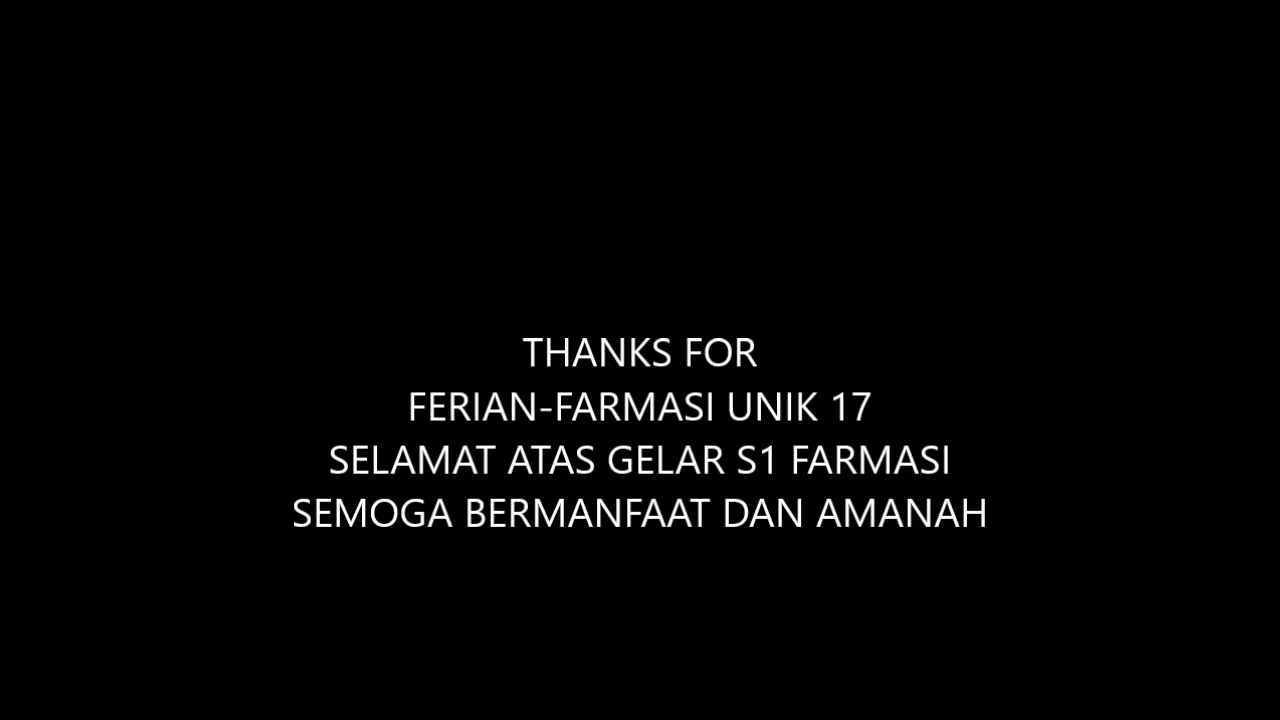 THANKS FOR
FERIAN-FARMASI UNIK 17
SELAMAT ATAS GELAR S1 FARMASI
SEMOGA BERMANFAAT DAN AMANAH